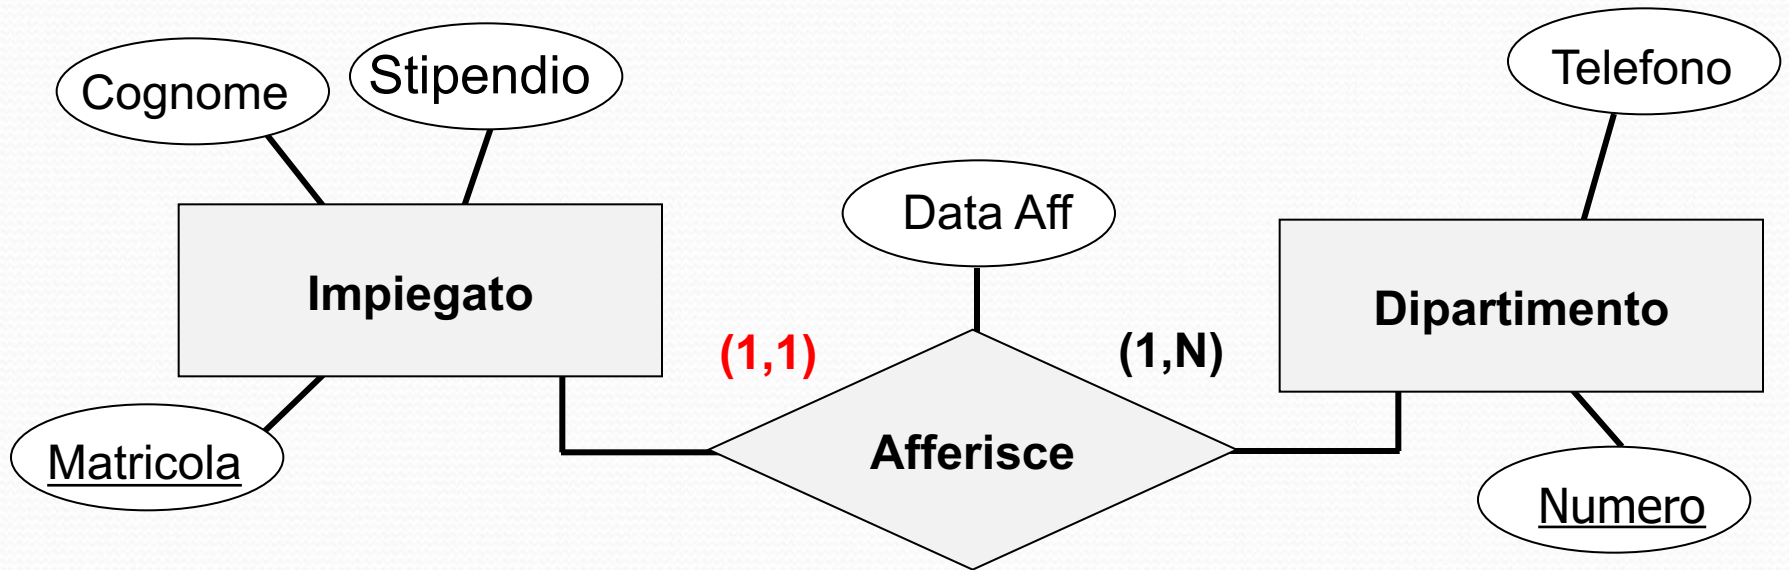 Cognome
Stipendio
Telefono
Data Aff
Impiegato
Dipartimento
(1,1)
(1,N)
Afferisce
Matricola
Numero